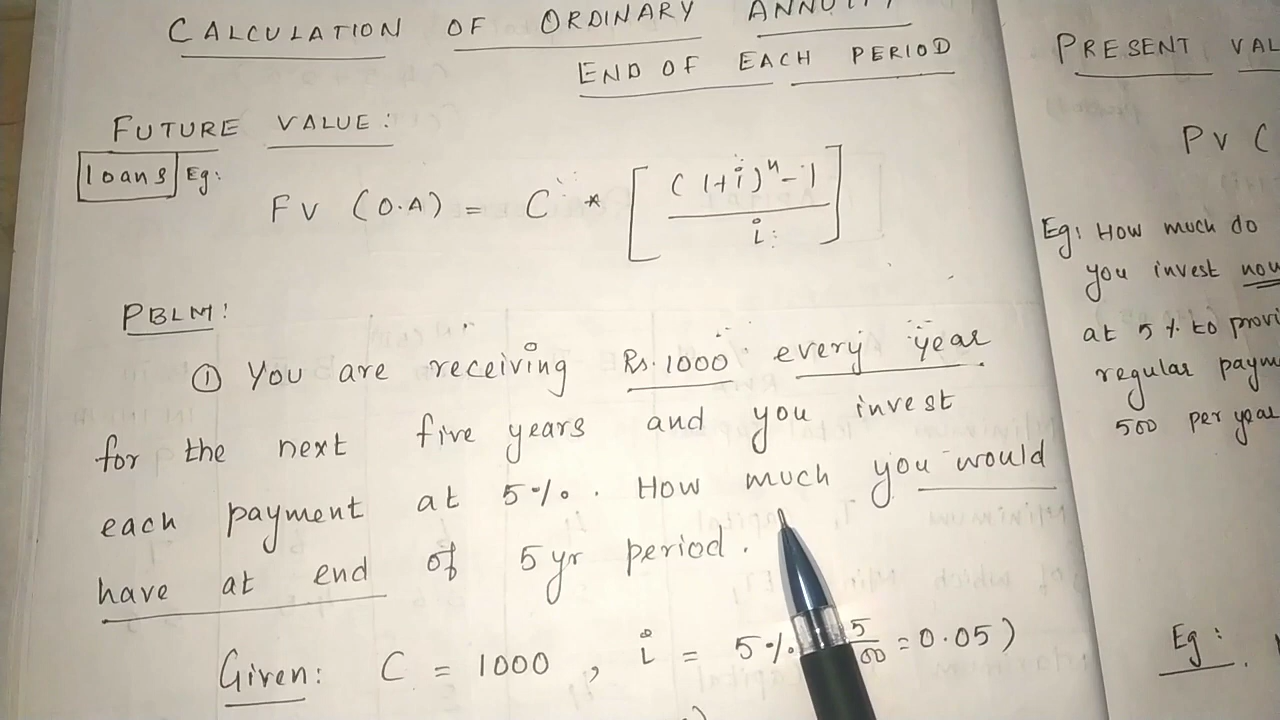 CALCULATION OF ORDINARY ANNUITY
END OF EACH PERIOD
FUTURE VALUE:
loans Eg:
FV (O.A) = C * [ (1+i)^n - 1 / i ]
PBLM:
① You are receiving Rs. 1000 every year
for the next five years and you invest
each payment at 5%. How much you would
have at end of 5 yr period.
Given: C = 1000, i = 5% 5/100 = 0.05)
PRESENT
PV (
Eg: How much do
you invest now
at 5% to
regular
500 per year
Eg: